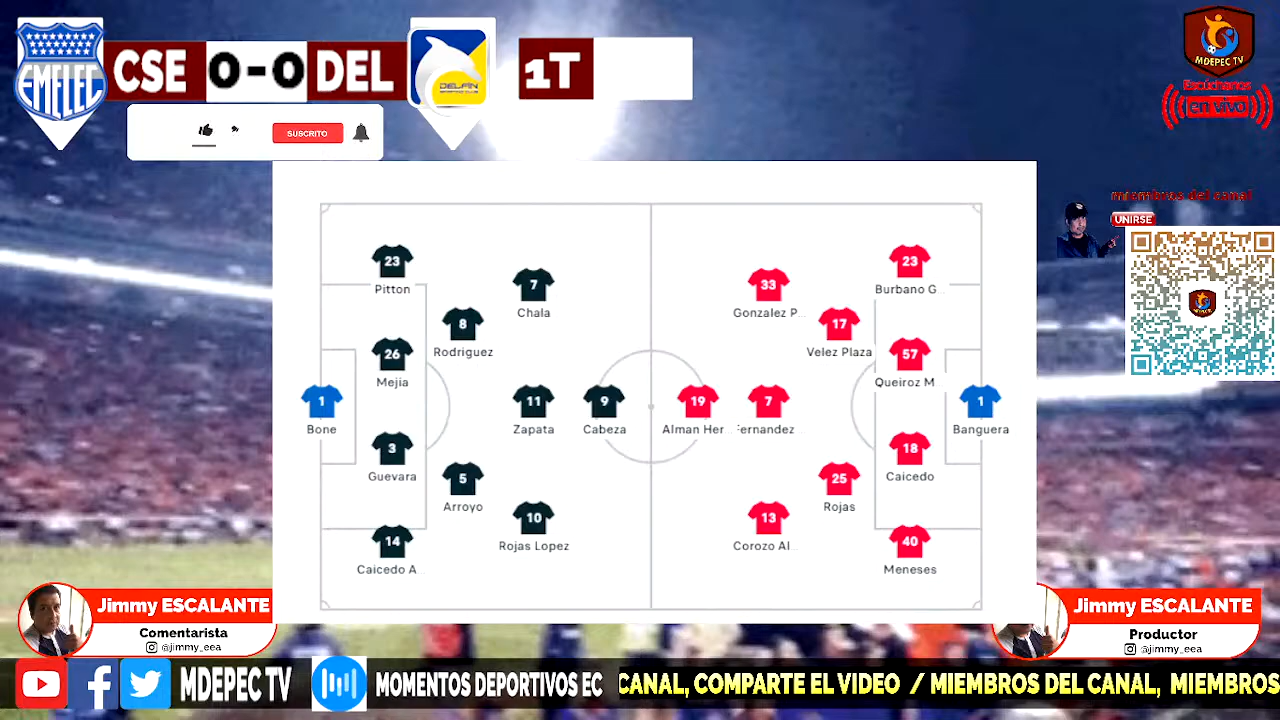 EMELEC
CSE 0-0 DEL
DELFIN
SPORTING CLUB
1T
SUSCRITO
MDEPEC TV
Escúchanos
en vivo
miembros del canal
UNIRSE
23
Pitton
7
Chala
8
Rodriguez
26
Mejia
1
Bone
11
Zapata
9
Cabeza
3
Guevara
5
Arroyo
10
Rojas Lopez
14
Caicedo A...
33
Gonzalez P...
23
Burbano G...
17
Velez Plaza
57
Queiroz M...
19
Alman Her...
7
Fernandez ...
1
Banguera
18
Caicedo
25
Rojas
13
Corozo Al...
40
Meneses
Jimmy ESCALANTE
Comentarista
@jimmy_eea
Jimmy ESCALANTE
Productor
@jimmy_eea
MDEPEC TV
MOMENTOS DEPORTIVOS EC
CANAL, COMPARTE EL VIDEO / MIEMBROS DEL CANAL, MIEMBROS